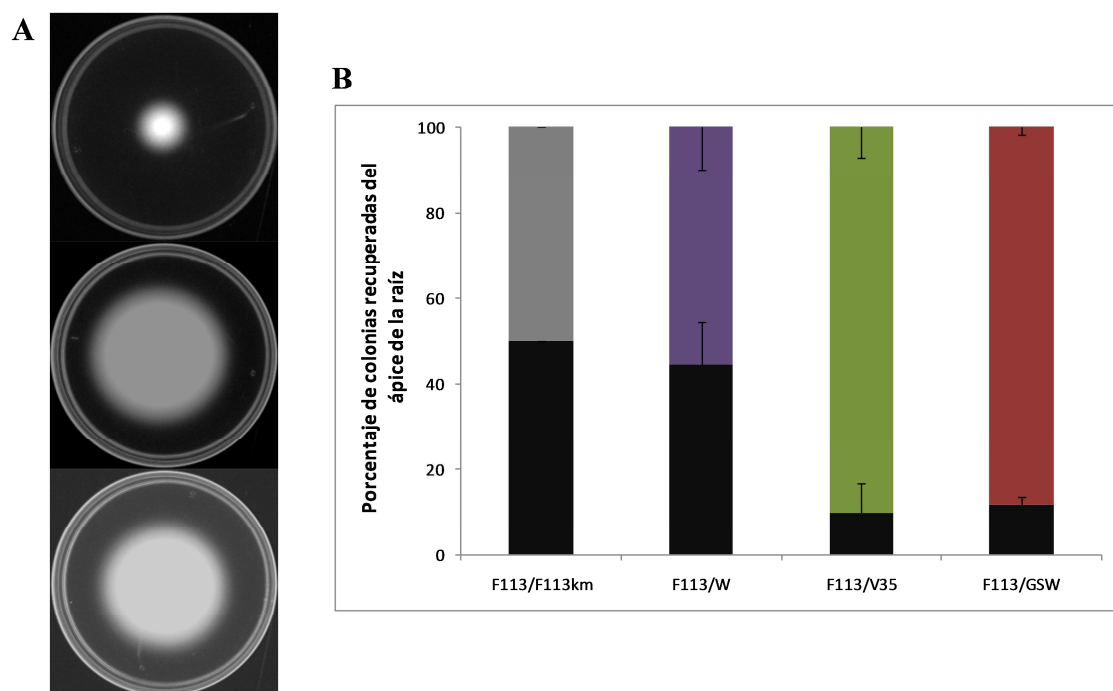 A
B
Porcentaje de colonias recuperadas del
ápice de la raíz
100
80
60
40
20
0
F113/F113km
F113/W
F113/V35
F113/GSW